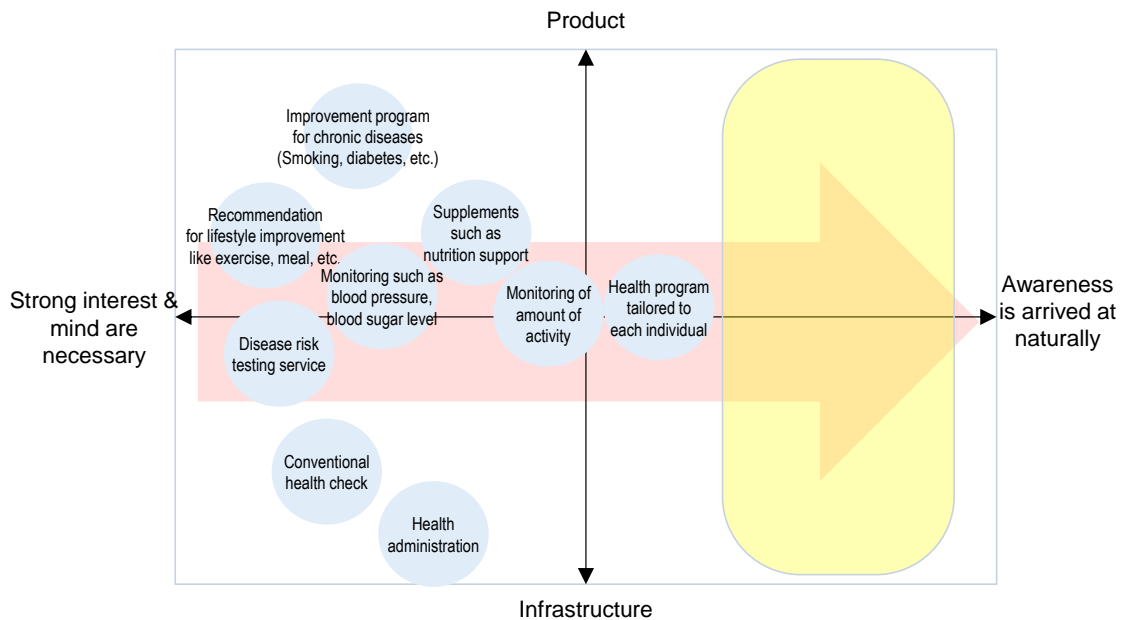 Product
Improvement program
for chronic diseases
(Smoking, diabetes, etc.)
Recommendation
for lifestyle improvement
like exercise, meal, etc.
Supplements
such as
nutrition support
Monitoring such as
blood pressure,
blood sugar level
Monitoring of
amount of
activity
Health program
tailored to
each individual
Strong interest &
mind are
necessary
Awareness
is arrived at
naturally
Disease risk
testing service
Conventional
health check
Health
administration
Infrastructure